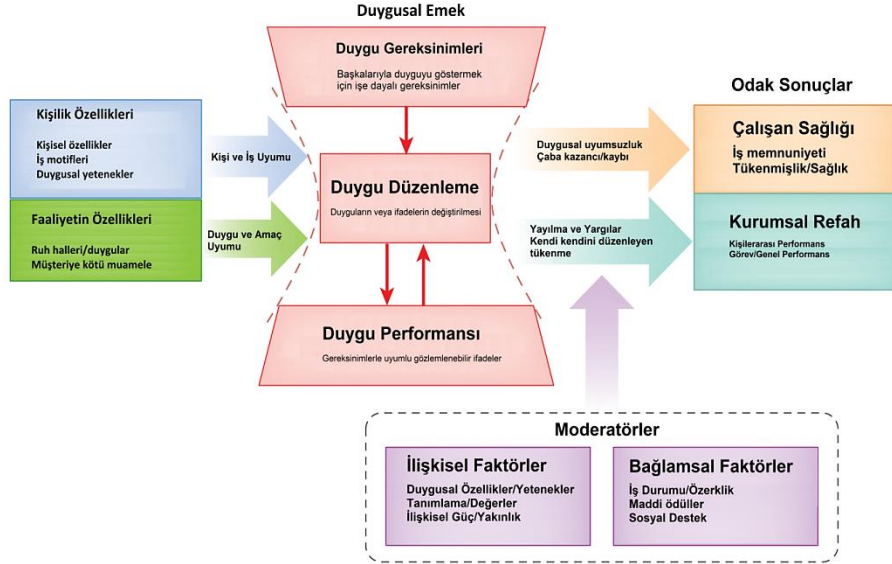 Duygusal Emek
Duygu Gereksinimleri
Başkalarıyla duyguyu göstermek
için işe dayalı gereksinimler
Kişilik Özellikleri
Kişisel özellikler
İş motifleri
Duygusal yetenekler
Faaliyetin Özellikleri
Ruh halleri/duygular
Müşteriye kötü muamele
Kişi ve İş Uyumu
Duygu ve Amaç
Uyumu
Duygu Düzenleme
Duyguların veya ifadelerin değiştirilmesi
Duygu Performansı
Gereksinimlerle uyumlu gözlemlenebilir ifadeler
Duygusal uyumsuzluk
Çaba kazancı/kaybı
Yayılma ve Yargılar
Kendi kendini düzenleyen
tükenme
Odak Sonuçlar
Çalışan Sağlığı
İş memnuniyeti
Tükenmişlik/Sağlık
Kurumsal Refah
Kişilerarası Performans
Görev/Genel Performans
Moderatörler
İlişkisel Faktörler
Duygusal Özellikler/Yetenekler
Tanımlama/Değerler
İlişkisel Güç/Yakınlık
Bağlamsal Faktörler
İş Durumu/Özerklik
Maddi ödüller
Sosyal Destek